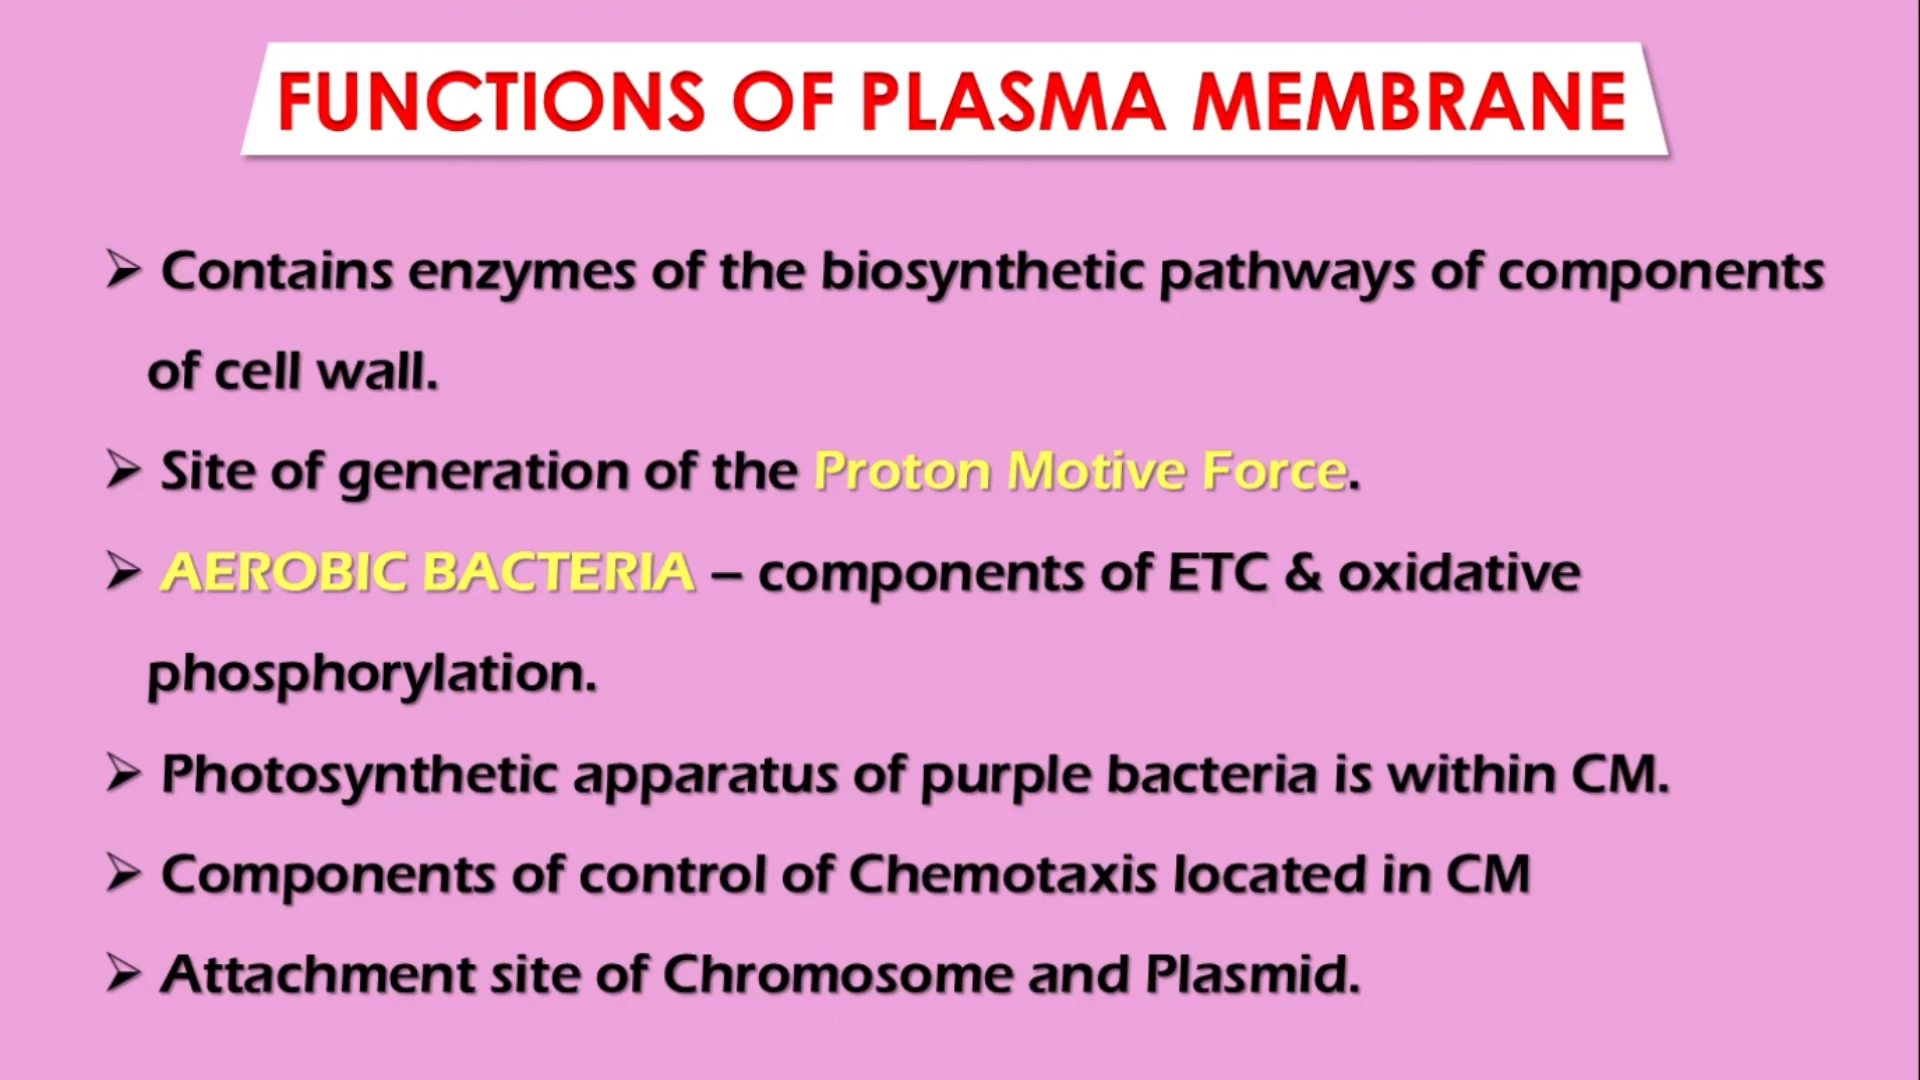 FUNCTIONS OF PLASMA MEMBRANE
➢ Contains enzymes of the biosynthetic pathways of components
of cell wall.
➢ Site of generation of the Proton Motive Force.
➢ AEROBIC BACTERIA – components of ETC & oxidative
phosphorylation.
➢ Photosynthetic apparatus of purple bacteria is within CM.
➢ Components of control of Chemotaxis located in CM
➢ Attachment site of Chromosome and Plasmid.